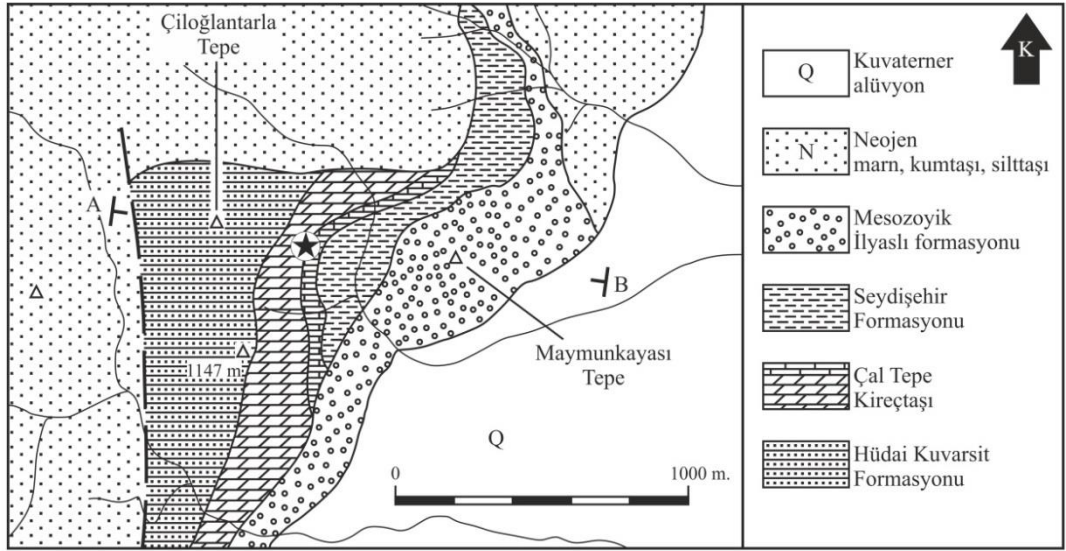 Çiloğlantarla
Tepe
A
1147 m.
B
Maymunkayası
Tepe
Q
0
1000 m.
K
Q
Kuvaterner
alüvyon
N
Neojen
marn, kumtaşı, silttaşı
Mesozoyik
İlyaslı formasyonu
Seydişehir
Formasyonu
Çal Tepe
Kireçtaşı
Hüdai Kuvarsit
Formasyonu